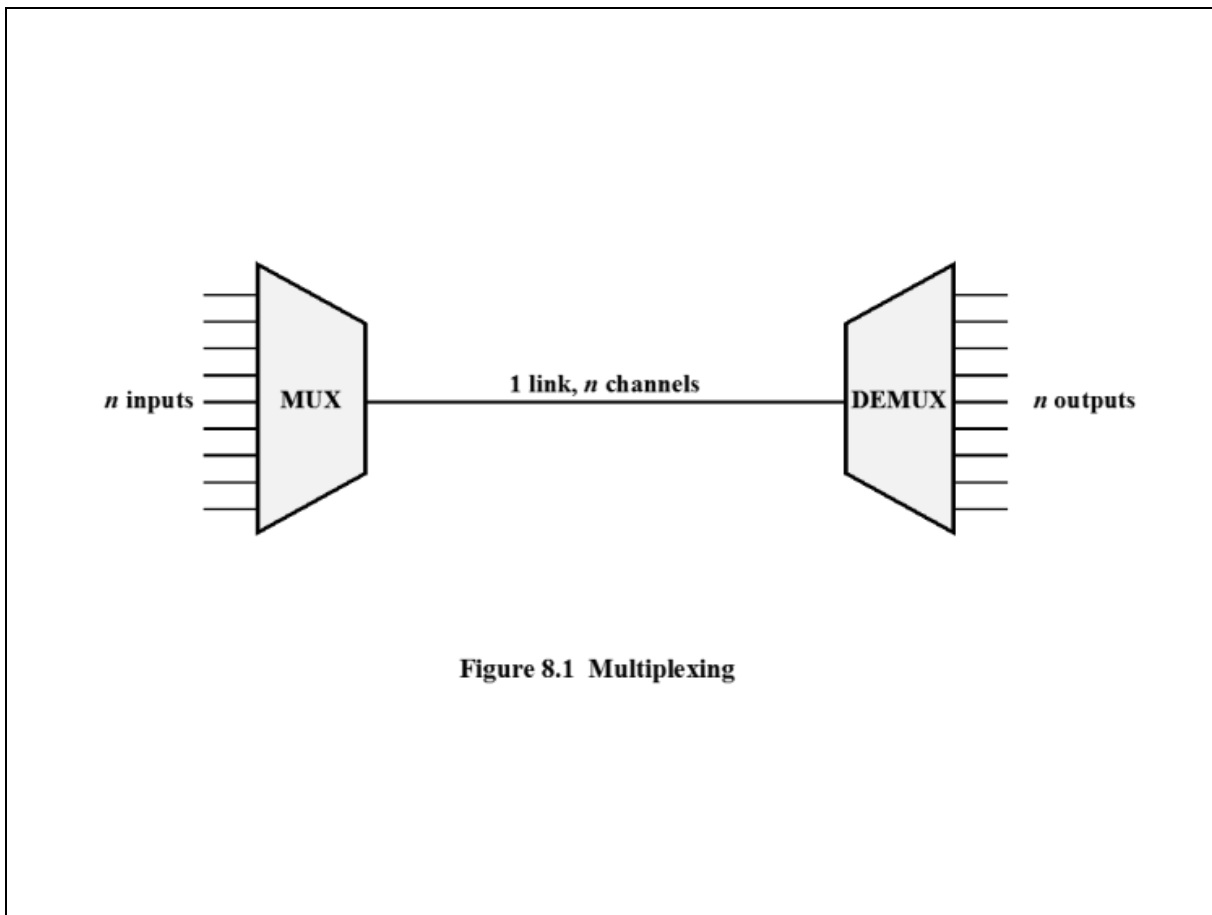 n inputs
MUX
1 link, n channels
DEMUX
n outputs
Figure 8.1 Multiplexing